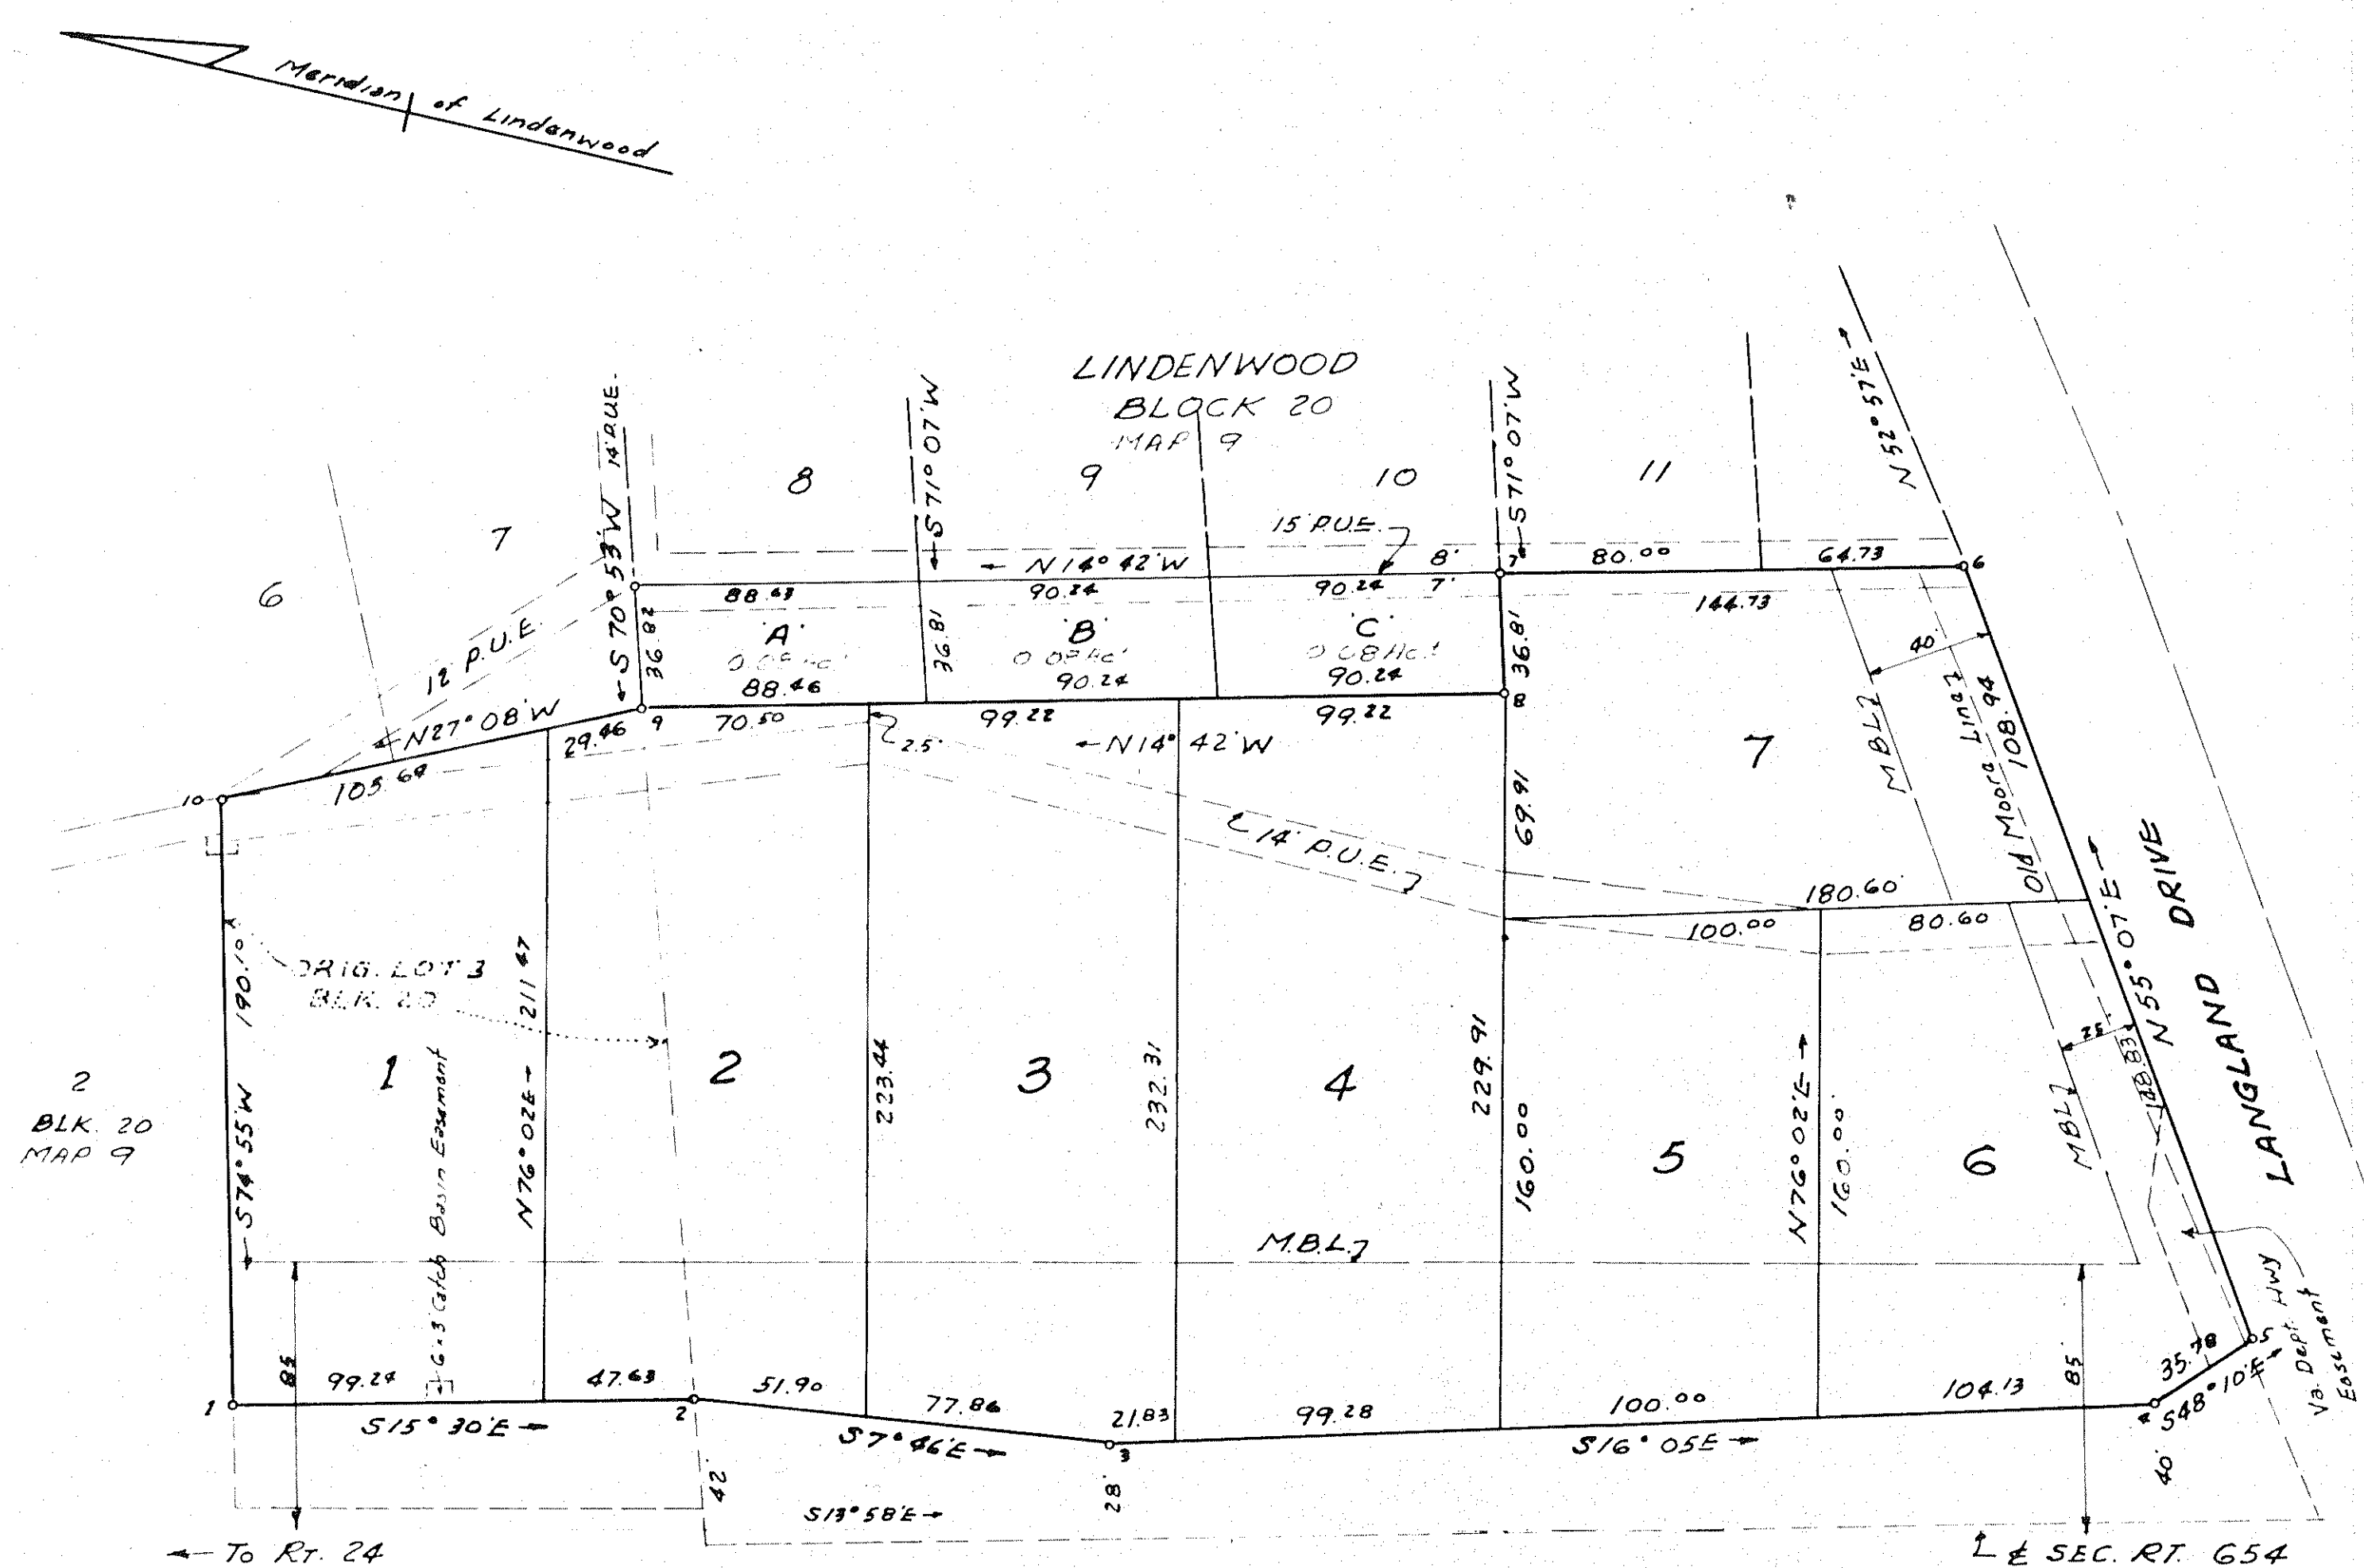 Meridian of Lindenwood
LINDENWOOD
BLOCK 20
MAP 9
6
7
8
9
10
11
S 70° 53' W
14' P.U.E.
S 71° 07' W
S 71° 07' W
N 52° 57' E
15' P.U.E.
N 14° 42' W
8'
7
7'
80.00
64.73
6
88.63
90.24
90.24
144.73
36.82
'A'
36.81
'B'
'C'
0.08 Ac.
36.81
88.46
90.24
90.24
12' P.U.E.
40'
N 27° 08' W
29.46
9
70.50
99.22
99.22
8
2.5'
N 14° 42' W
7
MBL
Old Moore Line
108.94
10
105.69
69.91
14' P.U.E.
180.60'
100.00
80.60
N 55° 07' E
LANGLAND DRIVE
ORIG. LOT 3
BLK. 20
S 74° 55' W 190.10
N 76° 02' E 211.47
1
2
223.44
3
232.31
4
229.91
160.00
5
N 76° 02' E
160.00'
6
MBL
25'
148.83
2
BLK. 20
MAP 9
6x3 Catch Basin Easement
M.B.L.
85'
85'
1
99.24
47.63
2
51.90
77.86
3
21.83
99.28
100.00
104.13
4
35.78
5
S 15° 30' E
S 7° 46' E
S 16° 05' E
S 48° 10' E
Va. Dept. Hwy
Easement
42'
28'
40'
S 13° 58' E
To RT. 24
℄ SEC. RT. 654